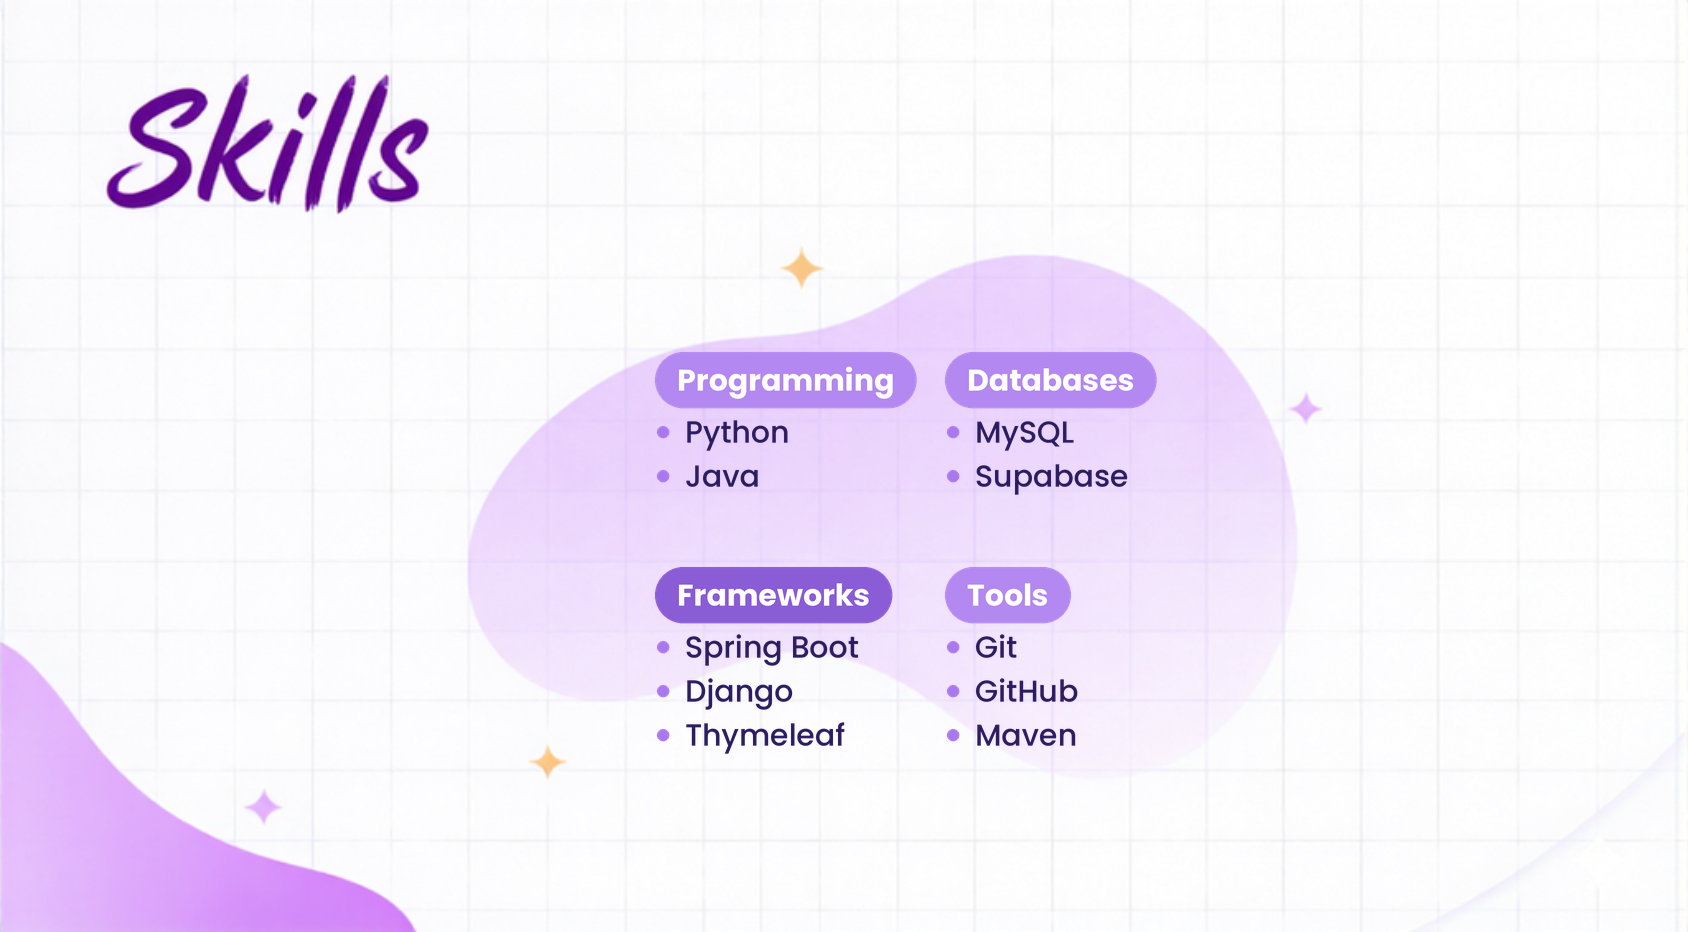 Skills
Programming
Python
Java
Databases
MySQL
Supabase
Frameworks
Spring Boot
Django
Thymeleaf
Tools
Git
GitHub
Maven